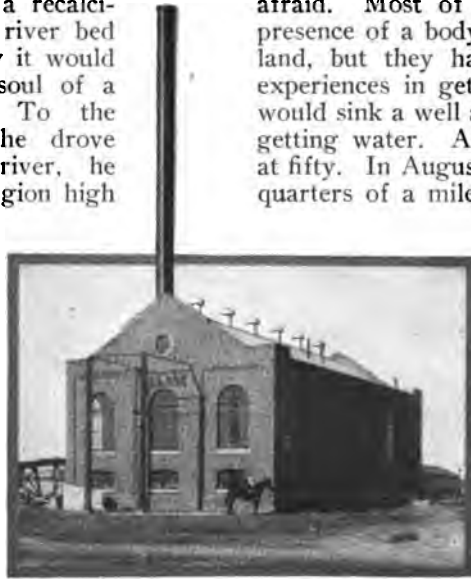 a recalci-
river bed
it would
soul of a
To the
he drove
river, he
gion high
afraid. Most of
presence of a body
land, but they ha
experiences in get
would sink a well a
getting water. A
at fifty. In Augus
quarters of a mile